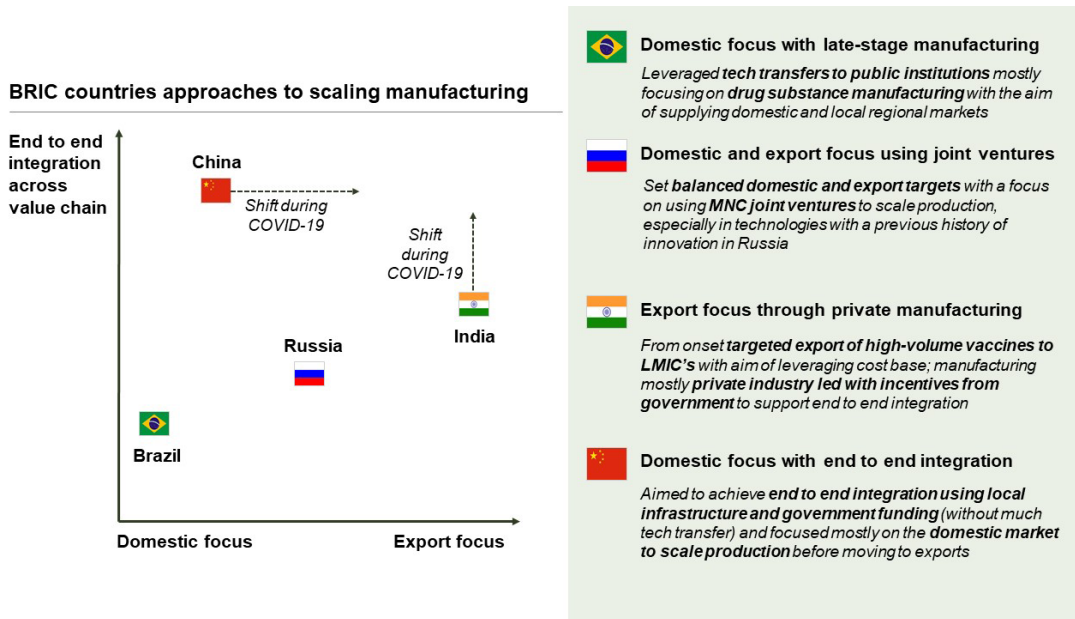 BRIC countries approaches to scaling manufacturing
End to end
integration
across
value chain
China
Shift during
COVID-19
Shift
during
COVID-19
India
Russia
Brazil
Domestic focus
Export focus
Domestic focus with late-stage manufacturing
Leveraged tech transfers to public institutions mostly
focusing on drug substance manufacturing with the aim
of supplying domestic and local regional markets
Domestic and export focus using joint ventures
Set balanced domestic and export targets with a focus
on using MNC joint ventures to scale production,
especially in technologies with a previous history of
innovation in Russia
Export focus through private manufacturing
From onset targeted export of high-volume vaccines to
LMIC's with aim of leveraging cost base; manufacturing
mostly private industry led with incentives from
government to support end to end integration
Domestic focus with end to end integration
Aimed to achieve end to end integration using local
infrastructure and government funding (without much
tech transfer) and focused mostly on the domestic market
to scale production before moving to exports